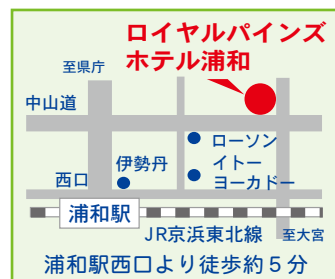 ロイヤルパインズ
ホテル浦和
至県庁
中山道
ローソン
伊勢丹
イトー
ヨーカドー
西口
浦和駅
JR京浜東北線
至大宮
浦和駅西口より徒歩約５分